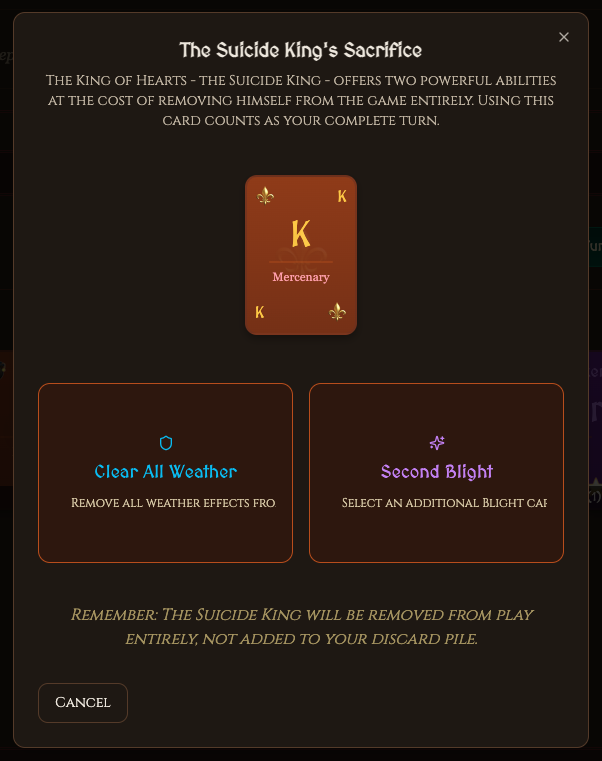 The Suicide King's Sacrifice
The King of Hearts - the Suicide King - offers two powerful abilities
at the cost of removing himself from the game entirely. Using this
card counts as your complete turn.
K
K
Mercenary
K
Clear All Weather
Second Blight
Remove all weather effects fro
Select an additional Blight car
Remember: The Suicide King will be removed from play
entirely, not added to your discard pile.
Cancel